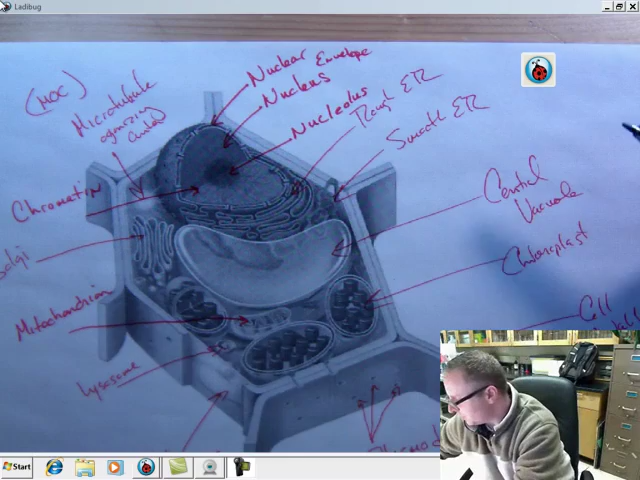 Ladibug
Nuclear Envelope
Nucleus
Nucleolus
Rough ER
Smooth ER
(MOC)
Microtubule
organizing
Chromatin
Central
Vacuole
Golgi
Chloroplast
Mitochondrion
Cell
Lysosome
Start